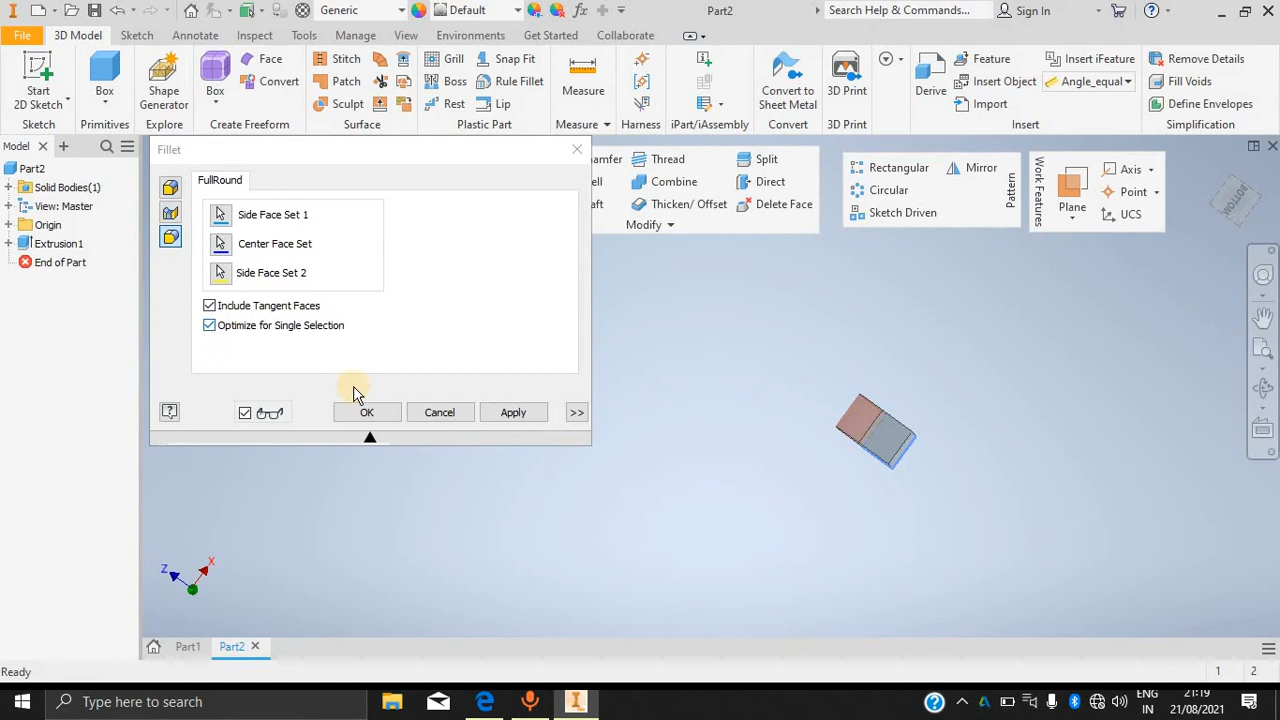 Generic
Default
Part2
Search Help & Commands...
Sign In
File
3D Model
Sketch
Annotate
Inspect
Tools
Manage
View
Environments
Get Started
Collaborate
Start
2D Sketch
Sketch
Box
Primitives
Shape
Generator
Explore
Box
Face
Convert
Create Freeform
Stitch
Patch
Sculpt
Surface
Grill
Boss
Rest
Snap Fit
Rule Fillet
Lip
Plastic Part
Measure
Measure
Harness
iPart/iAssembly
Convert to
Sheet Metal
Convert
3D Print
3D Print
Derive
Feature
Insert Object
Import
Insert iFeature
Angle_equal
Insert
Remove Details
Fill Voids
Define Envelopes
Simplification
Model
Part2
Solid Bodies(1)
View: Master
Origin
Extrusion1
End of Part
Fillet
FullRound
Side Face Set 1
Center Face Set
Side Face Set 2
Include Tangent Faces
Optimize for Single Selection
OK
Cancel
Apply
>>
hamfer
ell
aft
Thread
Combine
Thicken/ Offset
Split
Direct
Delete Face
Modify
Rectangular
Circular
Sketch Driven
Mirror
Pattern
Work Features
Plane
Axis
Point
UCS
BOTTOM
X
Z
Part1
Part2
Ready
1
2
Type here to search
ENG
IN
21:19
21/08/2021